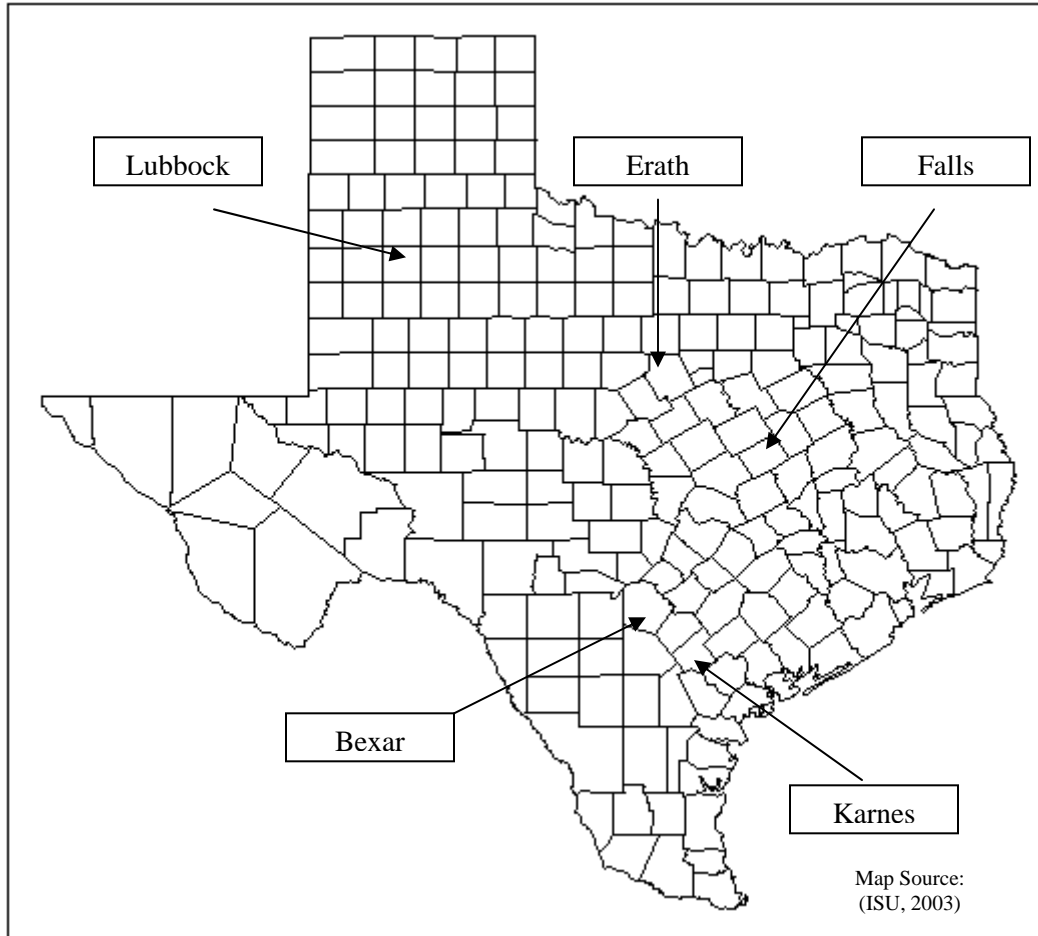 Lubbock
Erath
Falls
Bexar
Karnes
Map Source:
(ISU, 2003)